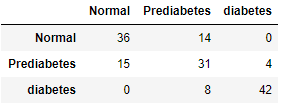 Normal Prediabetes diabetes
Normal 36 14 0
Prediabetes 15 31 4
diabetes 0 8 42